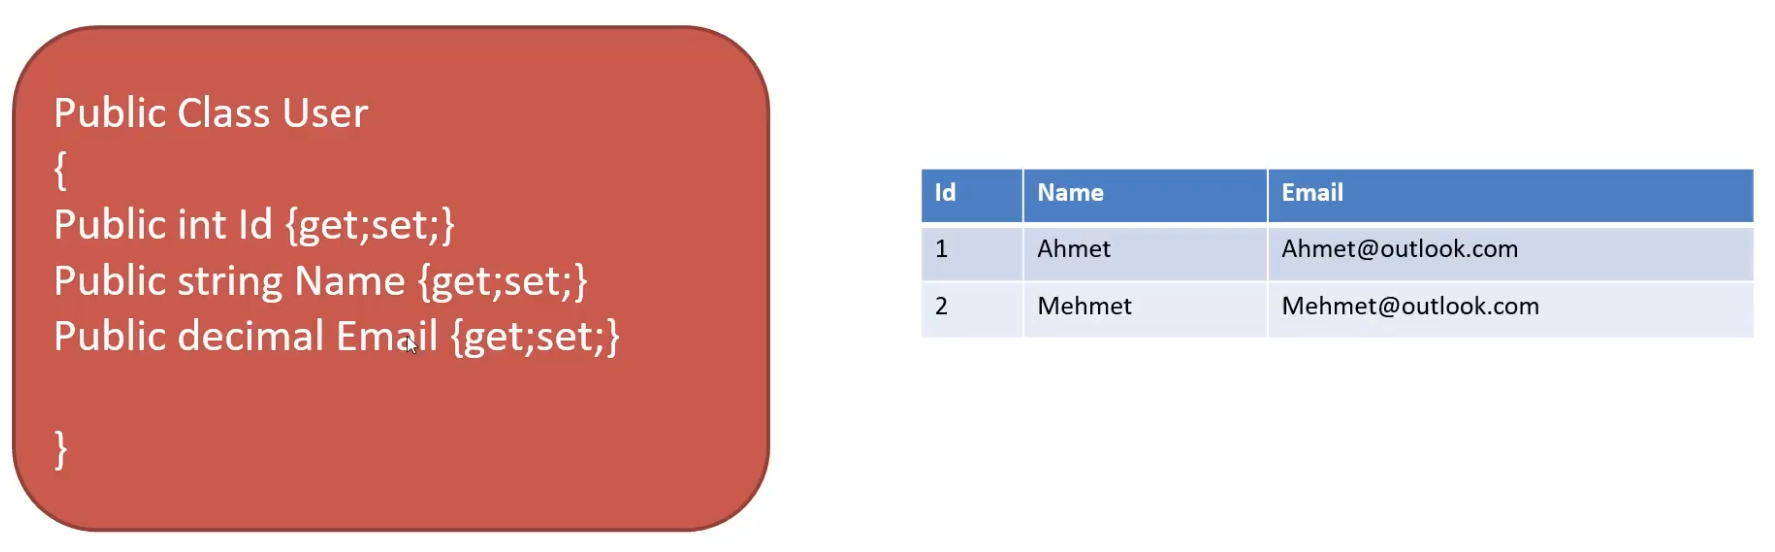 Public Class User
{
Public int Id {get;set;}
Public string Name {get;set;}
Public decimal Email {get;set;}
}
Id Name Email
1 Ahmet Ahmet@outlook.com
2 Mehmet Mehmet@outlook.com